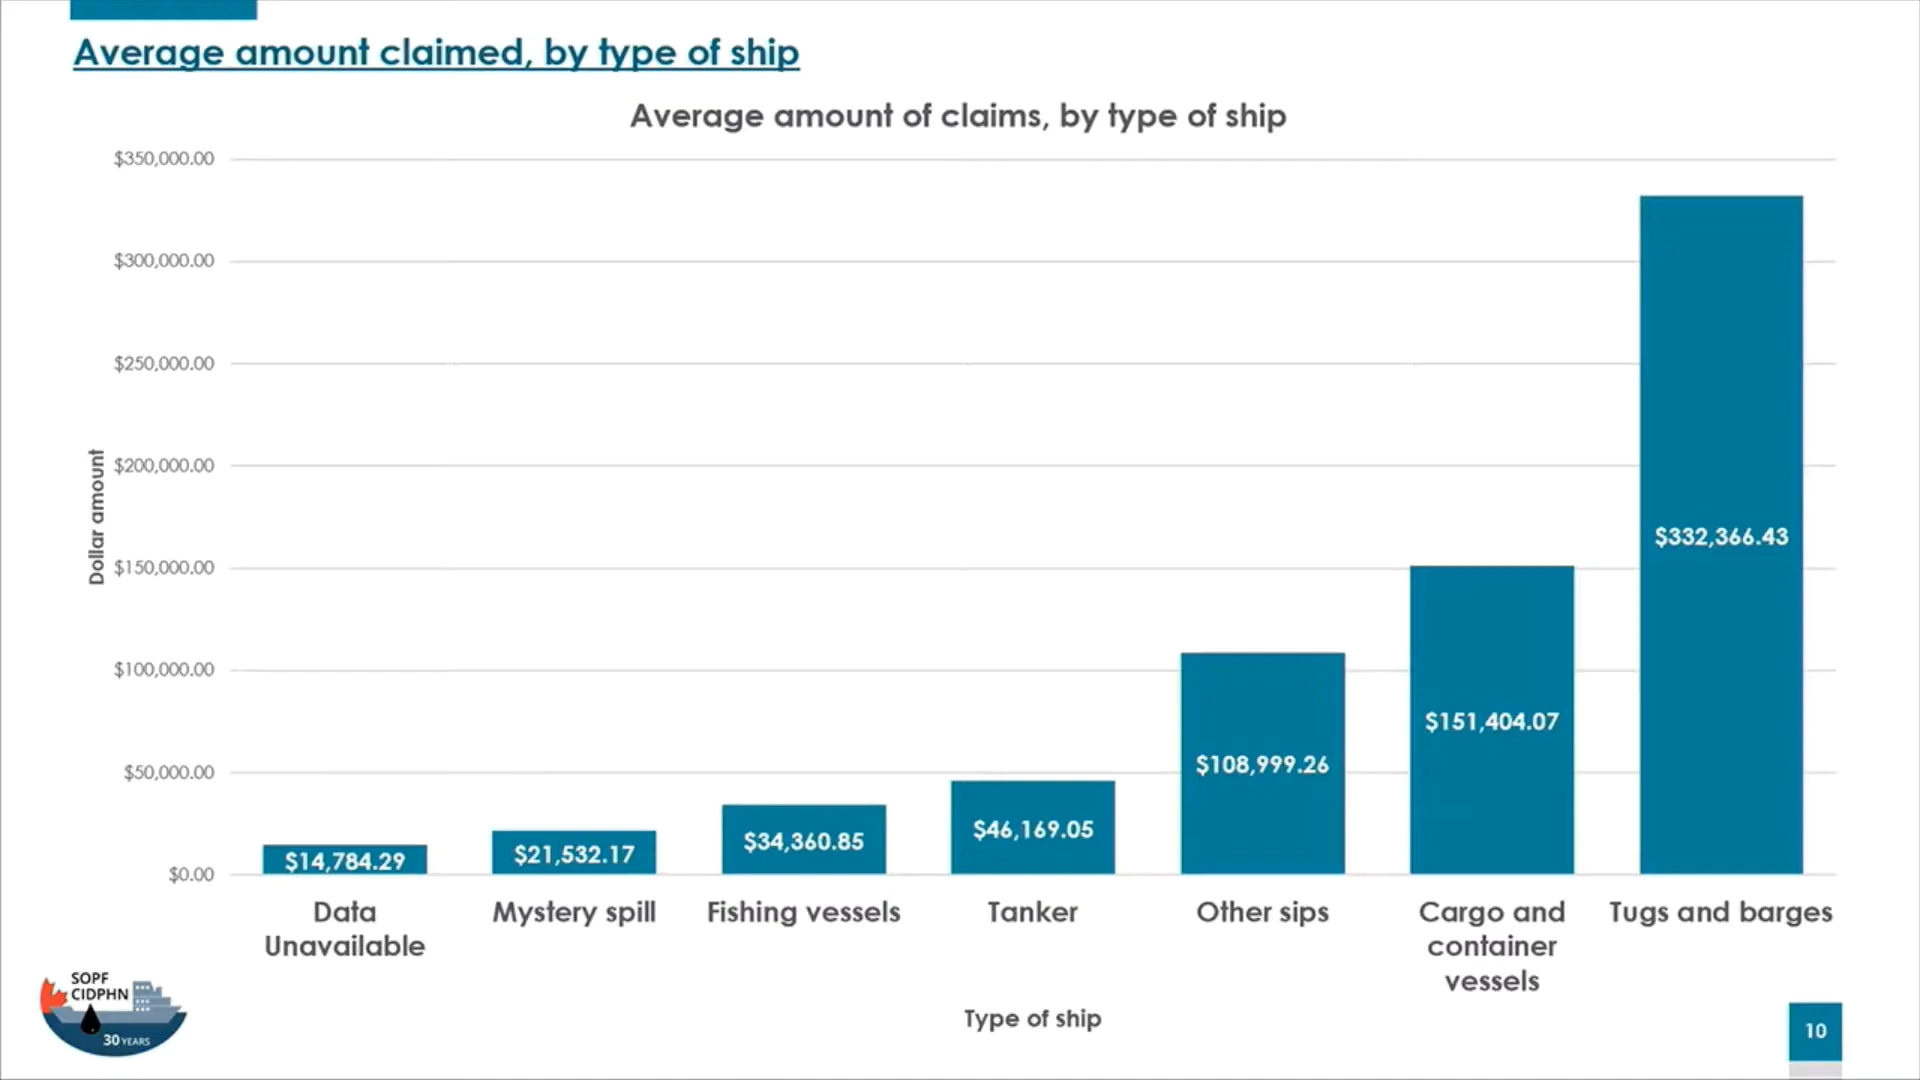 Average amount claimed, by type of ship
Average amount of claims, by type of ship
$350,000.00
$300,000.00
$250,000.00
$200,000.00
$150,000.00
$100,000.00
$50,000.00
$0.00
Dollar amount
$14,784.29
$21,532.17
$34,360.85
$46,169.05
$108,999.26
$151,404.07
$332,366.43
Data
Unavailable
Mystery spill
Fishing vessels
Tanker
Other sips
Cargo and
container
vessels
Tugs and barges
Type of ship
SOPF
CIDPHN
30 YEARS
10